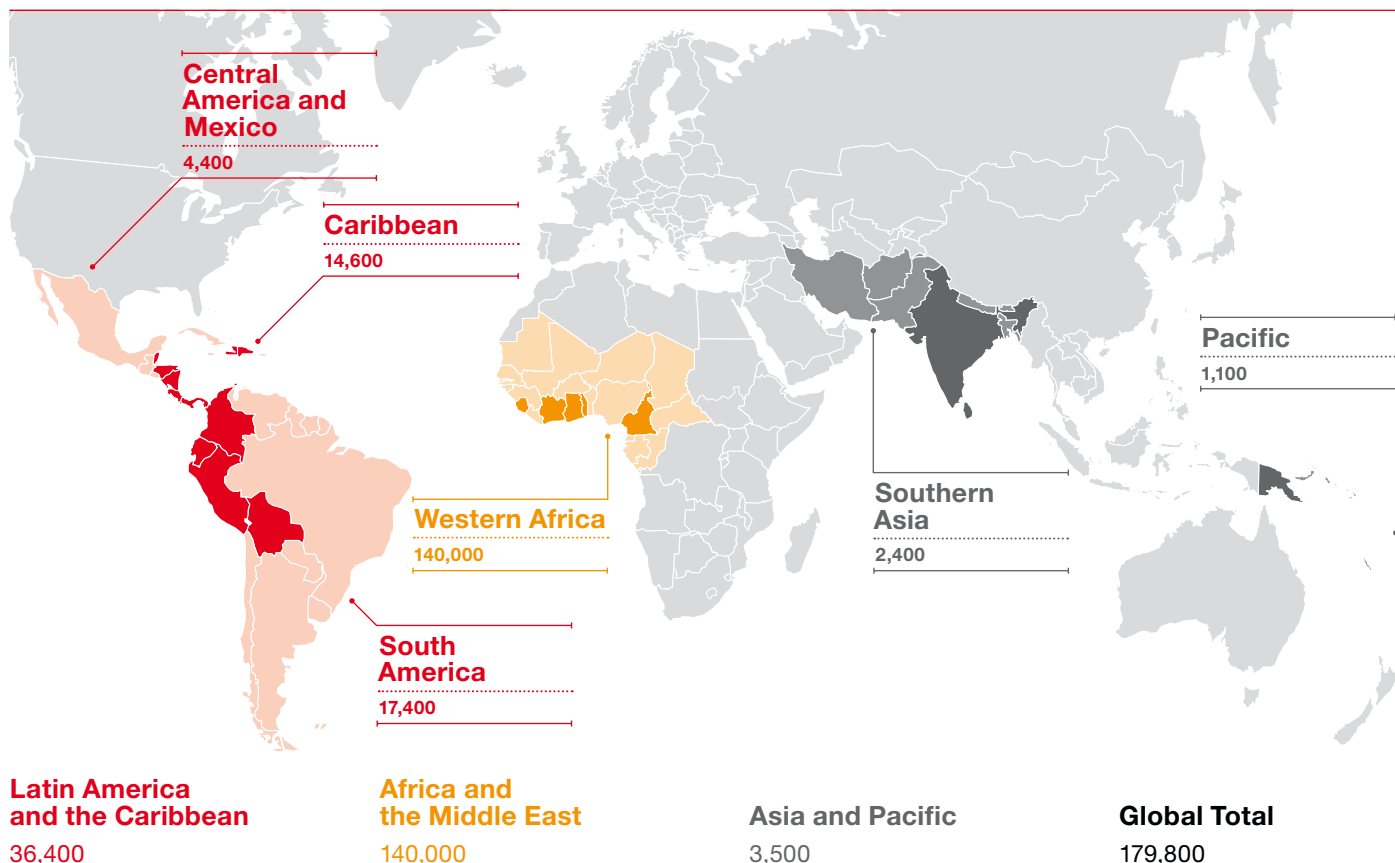 Central
America and
Mexico
4,400
Caribbean
14,600
Pacific
1,100
Southern
Asia
2,400
Western Africa
140,000
South
America
17,400
Latin America
and the Caribbean
36,400
Africa and
the Middle East
140,000
Asia and Pacific
3,500
Global Total
179,800